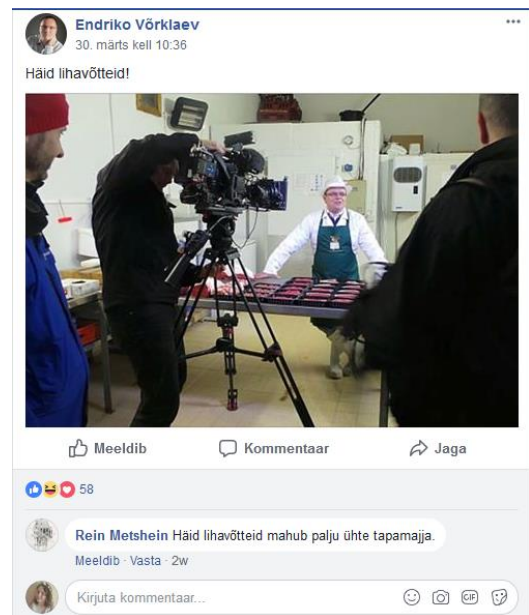 Endriko Võrklaev
30. märts kell 10:36
Häid lihavõtteid!
Meeldib
Kommentaar
Jaga
58
Rein Metshein Häid lihavõtteid mahub palju ühte tapamajja.
Meeldib · Vasta · 2w
Kirjuta kommentaar...
GIF